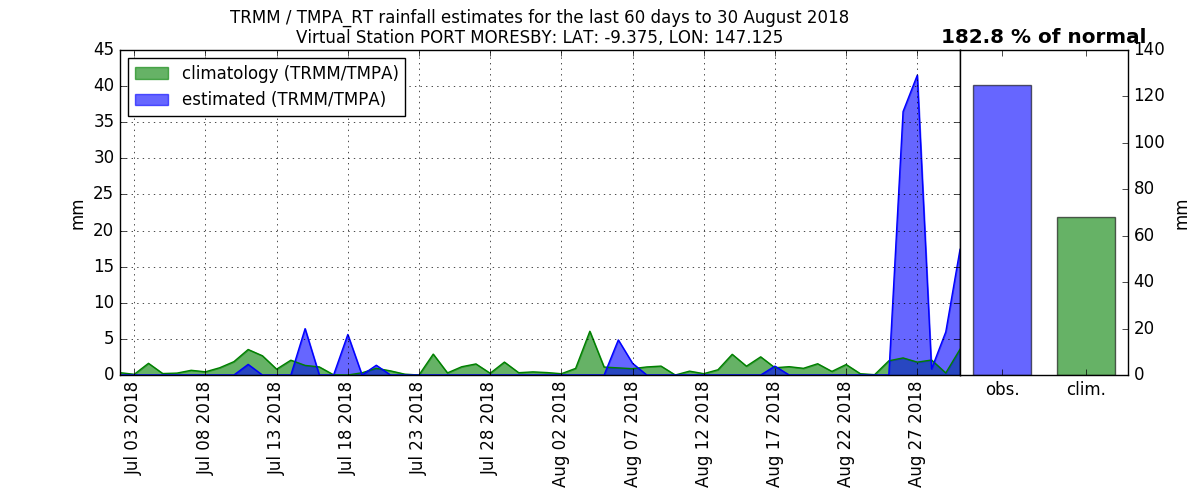 TRMM / TMPA_RT rainfall estimates for the last 60 days to 30 August 2018
Virtual Station PORT MORESBY: LAT: -9.375, LON: 147.125
182.8 % of normal
climatology (TRMM/TMPA)
estimated (TRMM/TMPA)
mm
45
40
35
30
25
20
15
10
5
0
Jul 03 2018
Jul 08 2018
Jul 13 2018
Jul 18 2018
Jul 23 2018
Jul 28 2018
Aug 02 2018
Aug 07 2018
Aug 12 2018
Aug 17 2018
Aug 22 2018
Aug 27 2018
obs.
clim.
140
120
100
80
60
40
20
0
mm